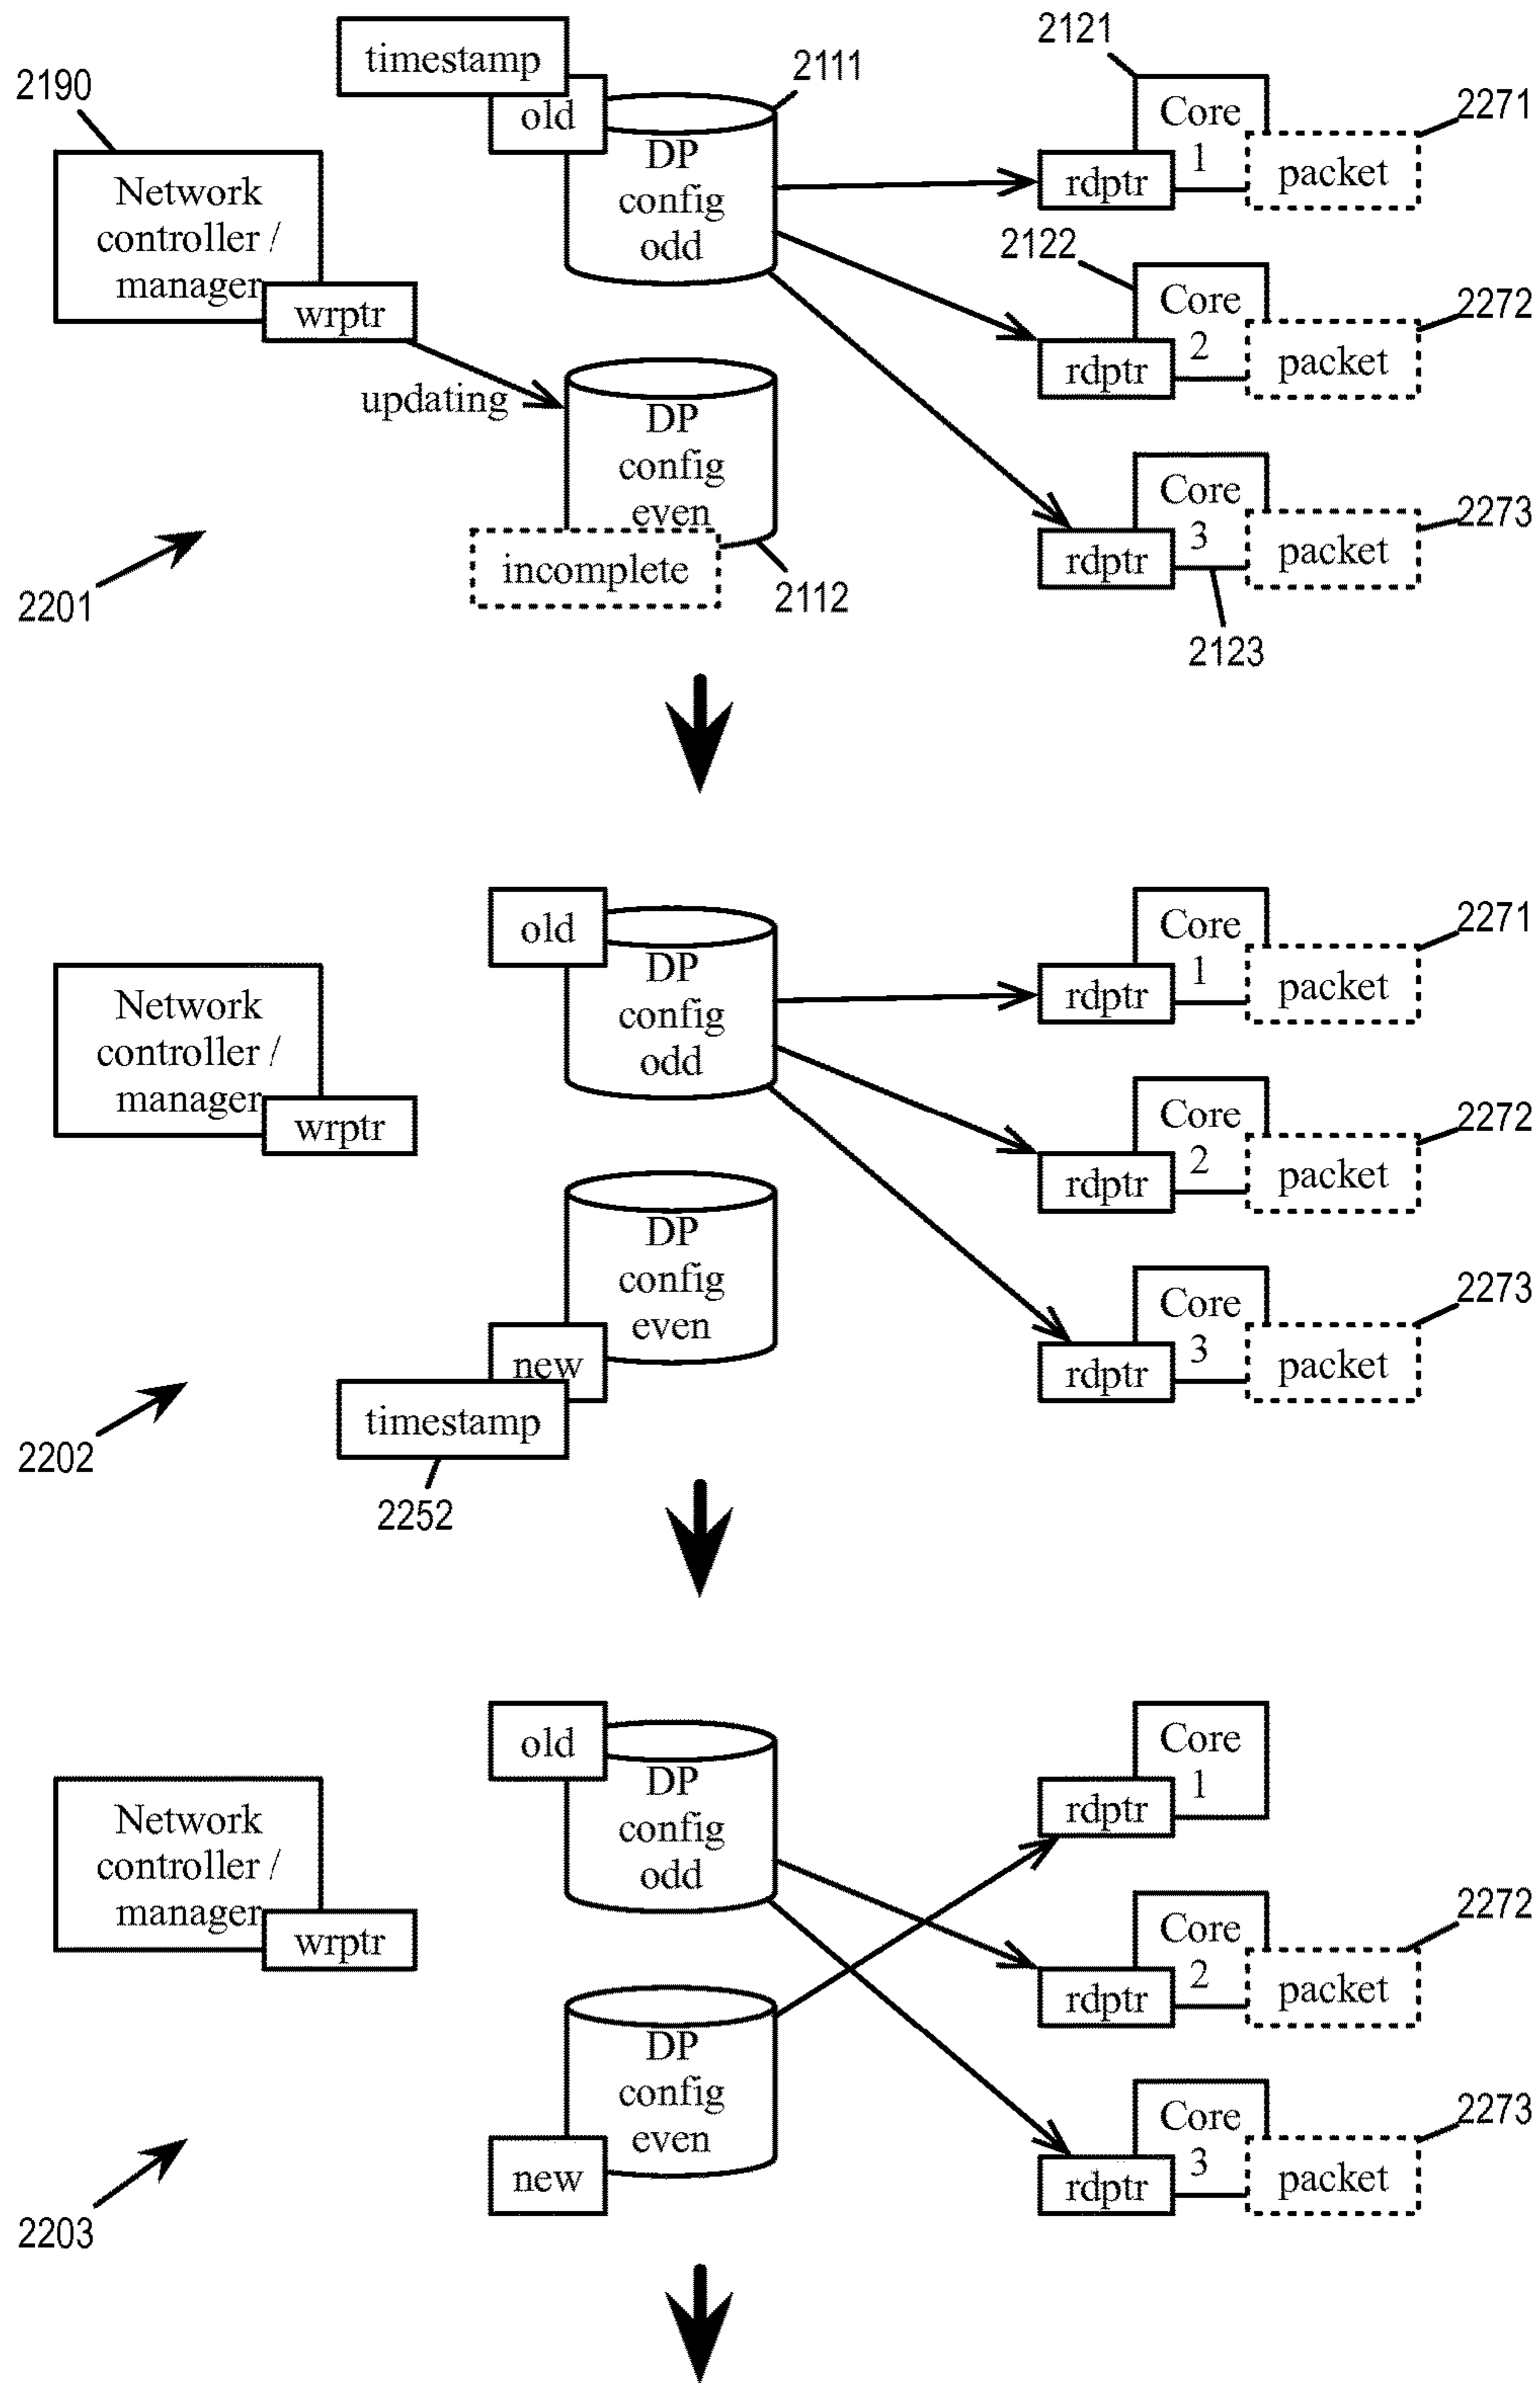 2121
timestamp
2111
2190
old
Core
2271
DP
1
packet
Network
config
rdptr
controller /
odd
2122
manager
Core
2272
wrptr
2
packet
rdptr
updating
DP
config
Core
2273
even
3
packet
incomplete
rdptr
2201
2112
2123
old
Core
2271
DP
1
packet
Network
config
rdptr
controller /
odd
manager
Core
2272
wrptr
2
packet
rdptr
DP
config
Core
2273
even
3
packet
new
rdptr
timestamp
2202
2252
old
Core
DP
1
Network
config
rdptr
controller /
odd
manager
Core
2272
wrptr
2
packet
rdptr
DP
config
Core
2273
even
3
packet
new
rdptr
2203